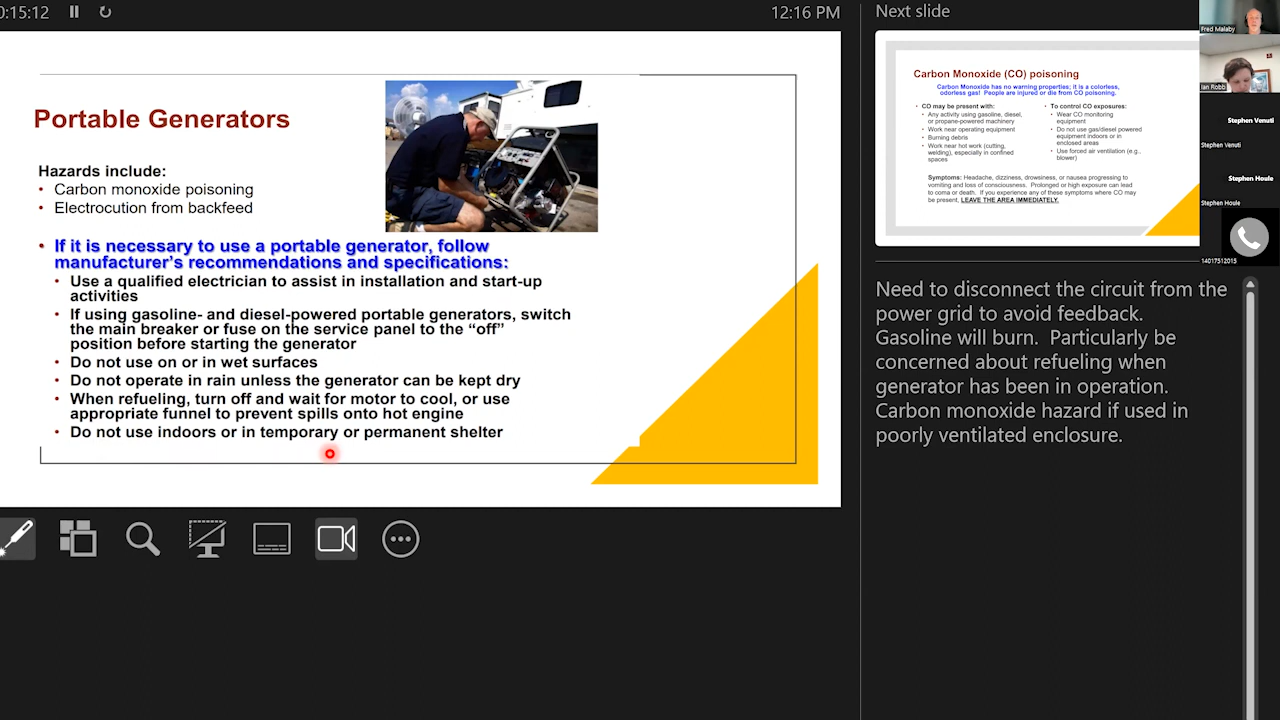 0:15:12
12:16 PM
Portable Generators
Hazards include:
• Carbon monoxide poisoning
• Electrocution from backfeed
• If it is necessary to use a portable generator, follow
manufacturer's recommendations and specifications:
• Use a qualified electrician to assist in installation and start-up
activities
• If using gasoline- and diesel-powered portable generators, switch
the main breaker or fuse on the service panel to the “off”
position before starting the generator
• Do not use on or in wet surfaces
• Do not operate in rain unless the generator can be kept dry
• When refueling, turn off and wait for motor to cool, or use
appropriate funnel to prevent spills onto hot engine
• Do not use indoors or in temporary or permanent shelter
Next slide
Carbon Monoxide (CO) poisoning
Carbon Monoxide has no warning properties; it is a colorless,
odorless gas! People are injured or die from CO poisoning.
• CO may be present with:
• Any activity using gasoline, diesel,
or propane-powered machinery
• Work near operating equipment
• Burning debris
• Work near hot work (cutting,
welding), especially in confined
spaces
• To control CO exposures:
• Wear CO monitoring
equipment
• Do not use gas/diesel powered
equipment indoors or in
enclosed areas
• Use forced air ventilation (e.g.,
blower)
Symptoms: Headache, dizziness, drowsiness, or nausea progressing to
vomiting and loss of consciousness. Prolonged or high exposure can lead
to coma or death. If you experience any of these symptoms where CO may
be present, LEAVE THE AREA IMMEDIATELY.
Need to disconnect the circuit from the
power grid to avoid feedback.
Gasoline will burn. Particularly be
concerned about refueling when
generator has been in operation.
Carbon monoxide hazard if used in
poorly ventilated enclosure.
Fred Malaby
Ian Robb
Stephen Venuti
Stephen Venuti
Stephen Houle
Stephen Houle
14017512015